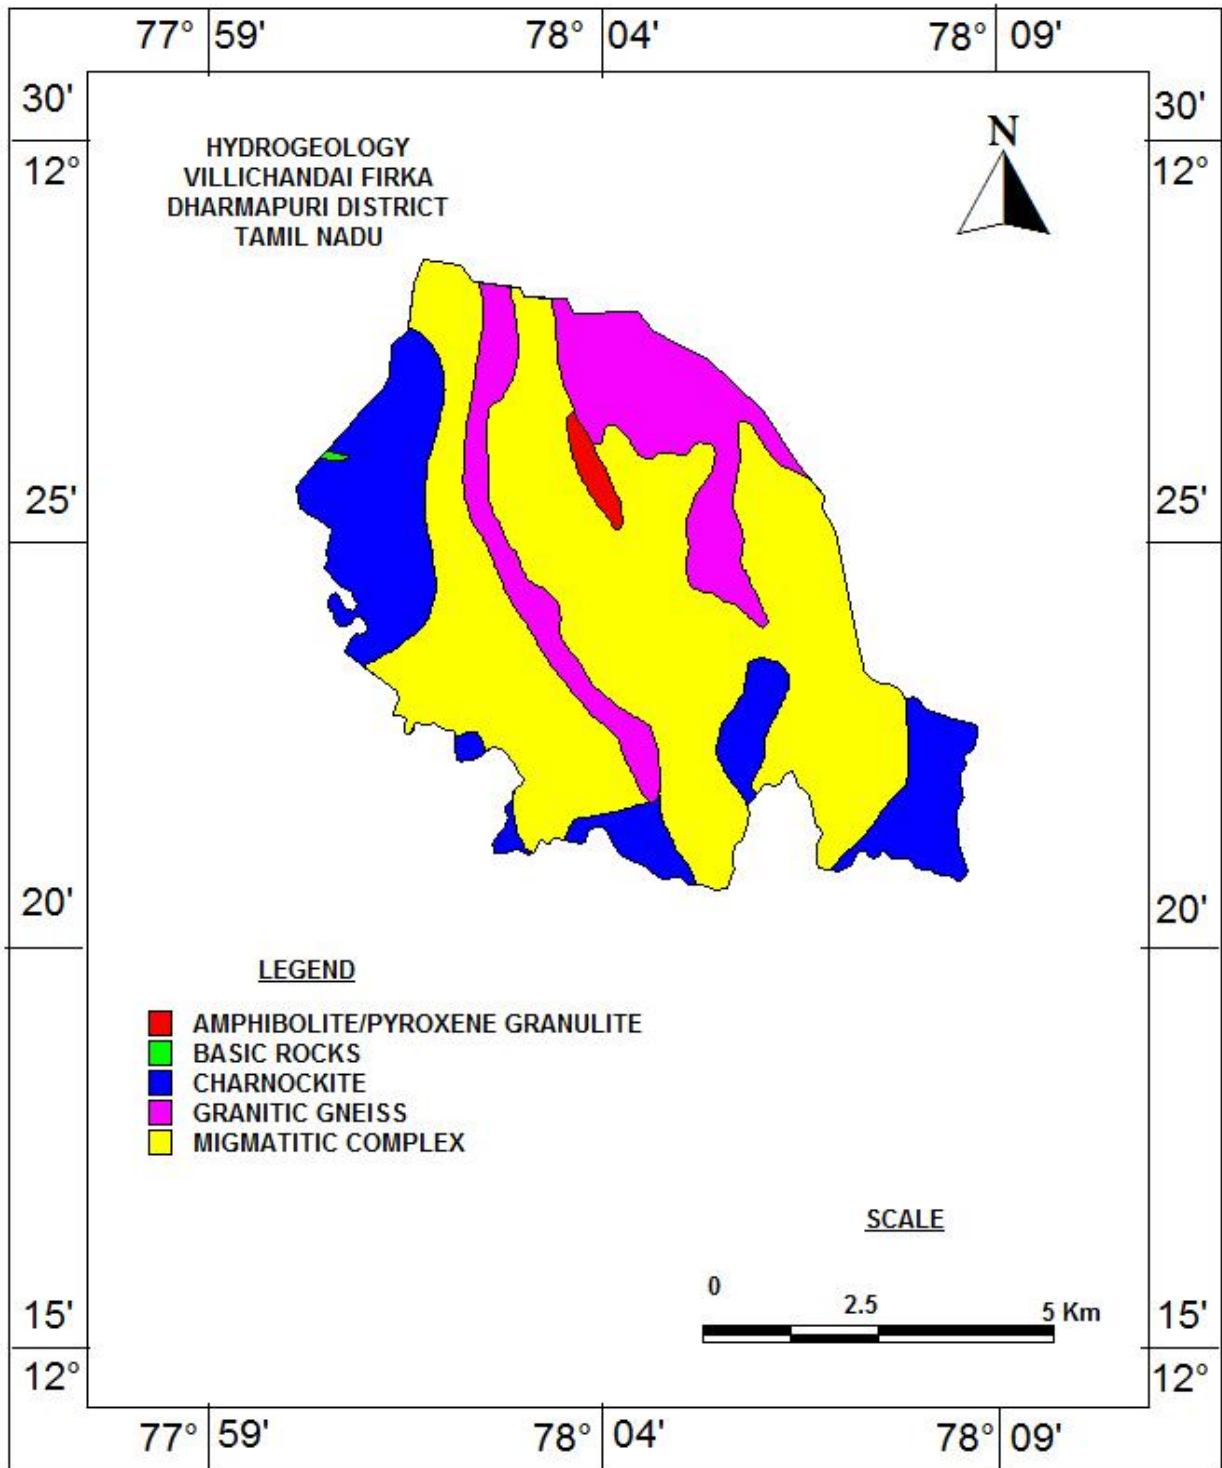 77° 59' 78° 04' 78° 09'
30' 30'
12° 12°
N
HYDROGEOLOGY
VILLICHANDAI FIRKA
DHARMAPURI DISTRICT
TAMIL NADU
25' 25'
20' 20'
LEGEND
AMPHIBOLITE/PYROXENE GRANULITE
BASIC ROCKS
CHARNOCKITE
GRANITIC GNEISS
MIGMATITIC COMPLEX
SCALE
0 2.5 5 Km
15' 15'
12° 12°
77° 59' 78° 04' 78° 09'